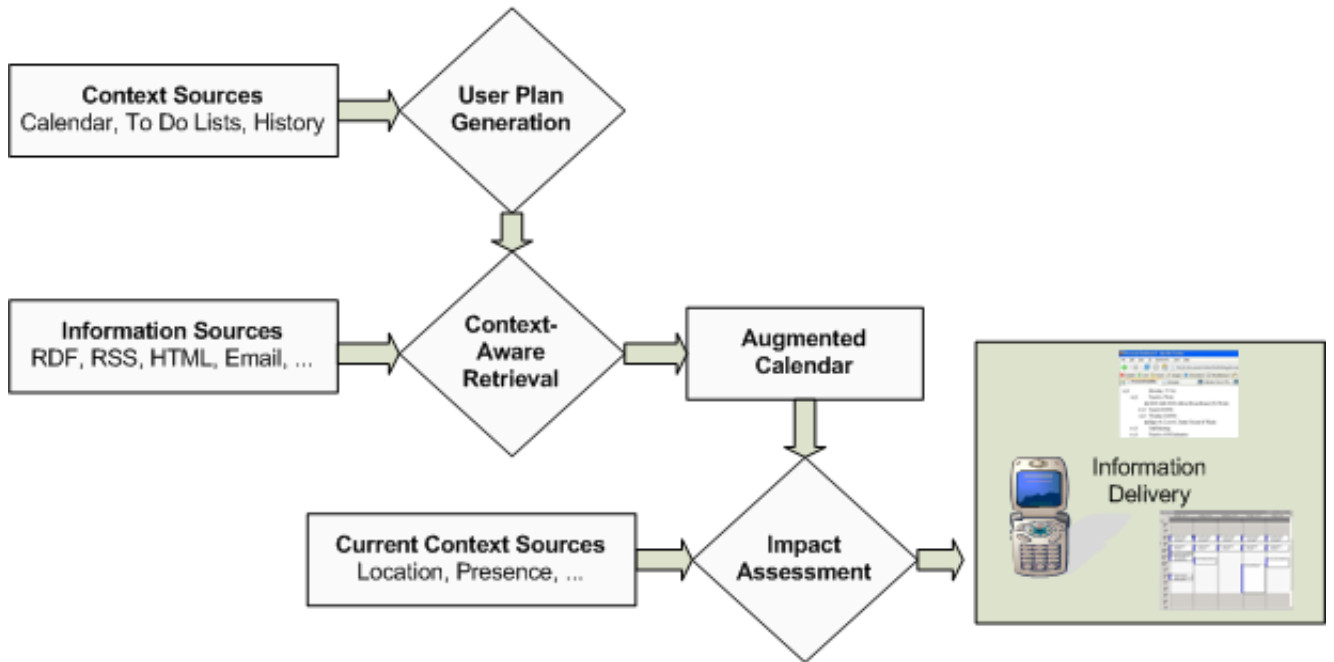 Context Sources
Calendar, To Do Lists, History
User Plan
Generation
Information Sources
RDF, RSS, HTML, Email, ...
Context-
Aware
Retrieval
Augmented
Calendar
Current Context Sources
Location, Presence, ...
Impact
Assessment
Information
Delivery